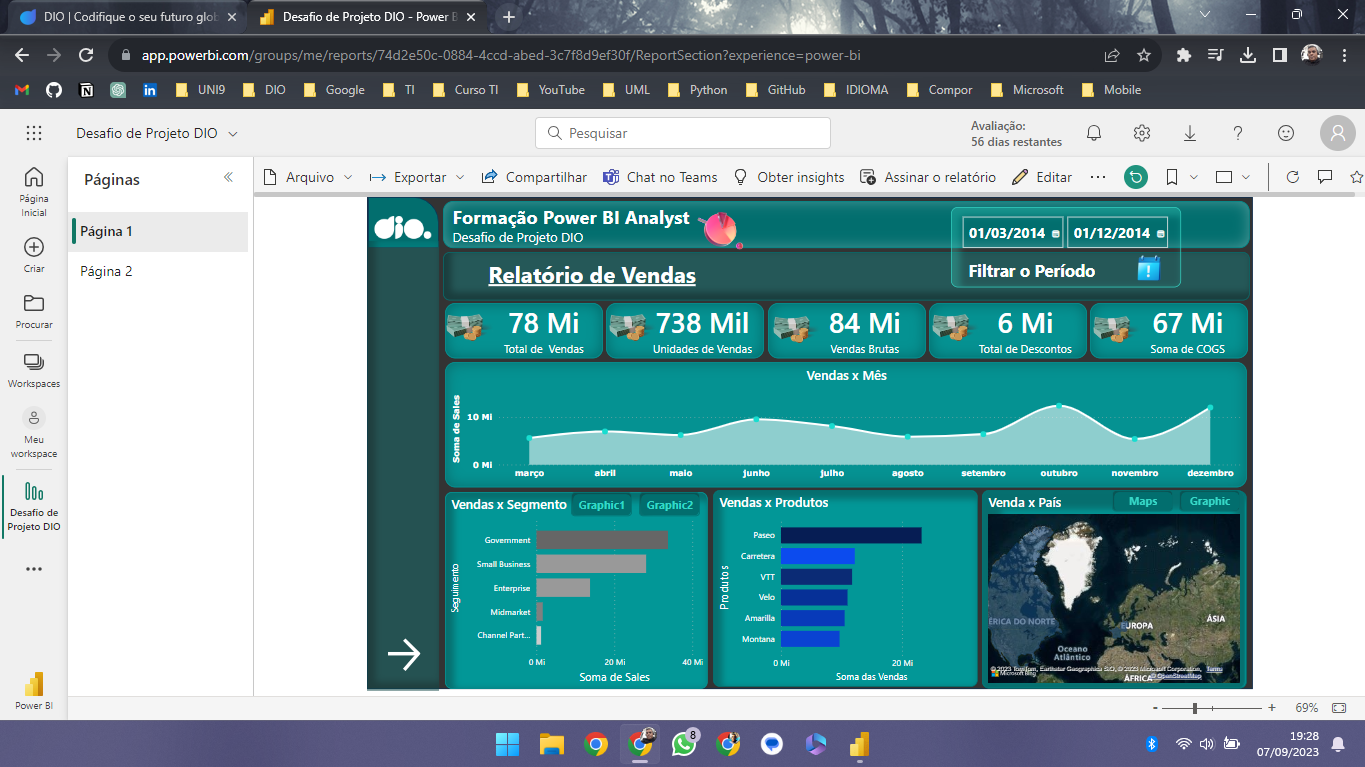 DIO | Codifique o seu futuro glob
Desafio de Projeto DIO - Power B
app.powerbi.com/groups/me/reports/74d2e50c-0884-4ccd-abed-3c7f8d9ef30f/ReportSection?experience=power-bi
UNI9 DIO Google TI Curso TI YouTube UML Python GitHub IDIOMA Compor Microsoft Mobile
Desafio de Projeto DIO
Pesquisar
Avaliação:
56 dias restantes
Página
Inicial
Criar
Procurar
Workspaces
Meu
workspace
Desafio de
Projeto DIO
Power BI
Páginas
Página 1
Página 2
Arquivo Exportar Compartilhar Chat no Teams Obter insights Assinar o relatório Editar
dio.
Formação Power BI Analyst
Desafio de Projeto DIO
01/03/2014 01/12/2014
Filtrar o Período
Relatório de Vendas
78 Mi
Total de Vendas
738 Mil
Unidades de Vendas
84 Mi
Vendas Brutas
6 Mi
Total de Descontos
67 Mi
Soma de COGS
Vendas x Mês
Soma de Sales
10 Mi
0 Mi
março abril maio junho julho agosto setembro outubro novembro dezembro
Vendas x Segmento
Graphic1 Graphic2
Seguimento
Government
Small Business
Enterprise
Midmarket
Channel Part...
0 Mi 20 Mi 40 Mi
Soma de Sales
Vendas x Produtos
Produtos
Paseo
Carretera
VTT
Velo
Amarilla
Montana
0 Mi 20 Mi
Soma das Vendas
Venda x País
Maps Graphic
ÉRICA DO NORTE
EUROPA
ÁSIA
Oceano
Atlântico
© 2023 TomTom, Earthstar Geographics SIO, © 2023 Microsoft Corporation, Terms
Microsoft Bing
© OpenStreetMap
ÁFRICA
- + 69%
8
19:28
07/09/2023